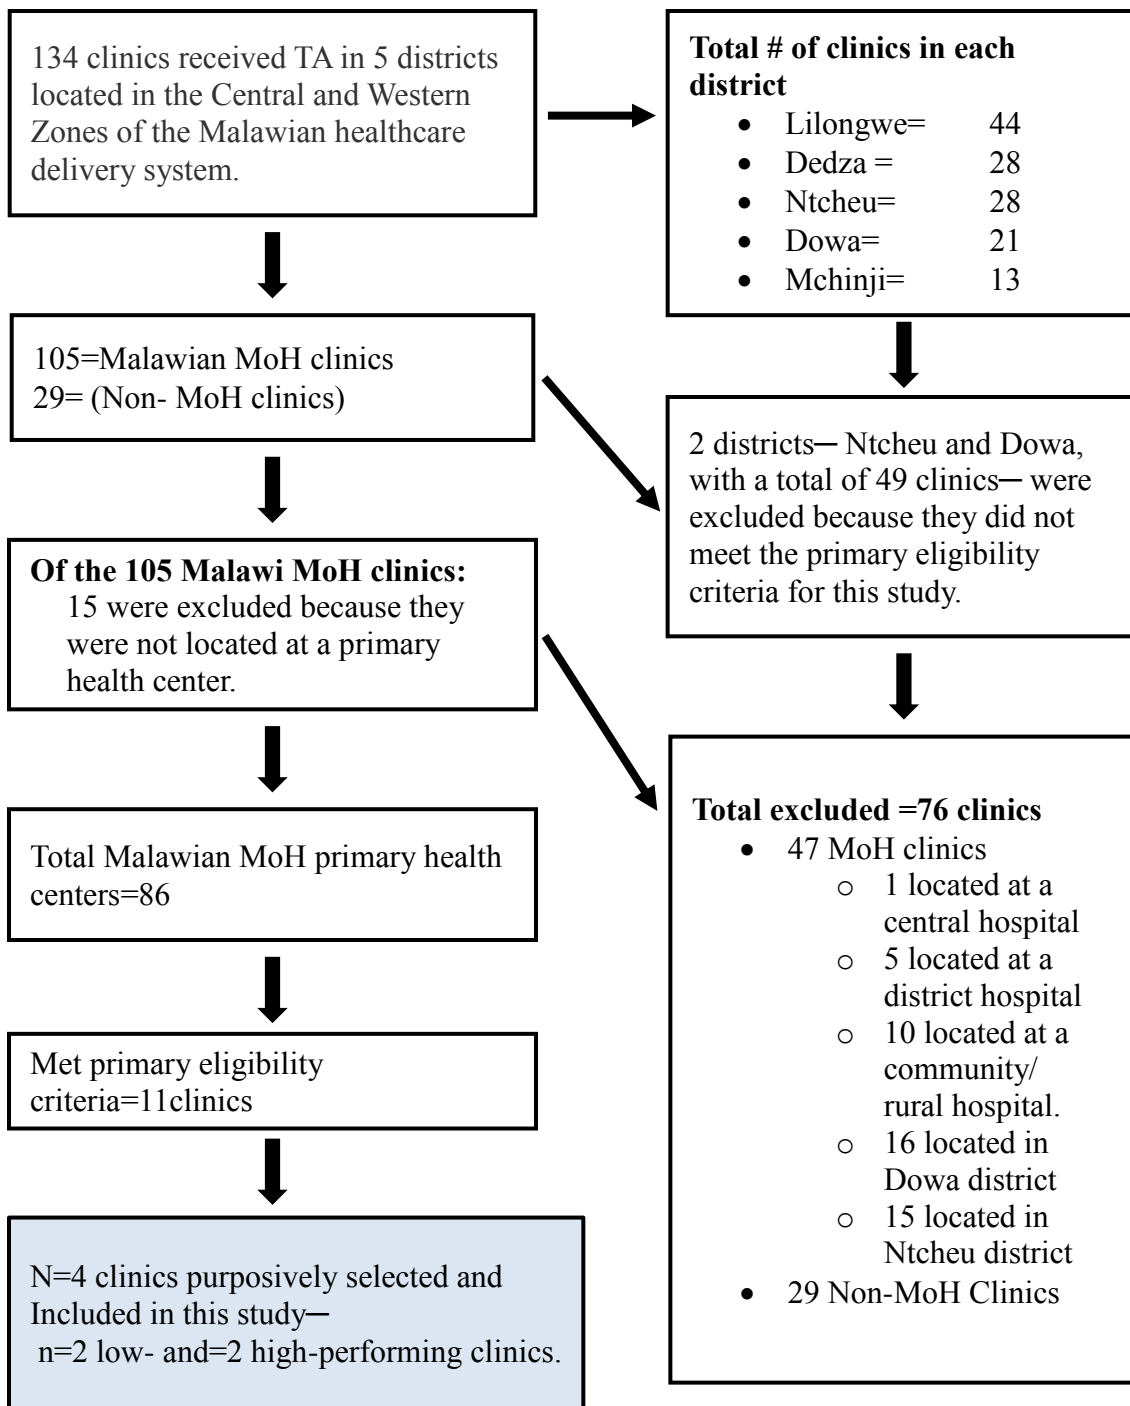 134 clinics received TA in 5 districts
located in the Central and Western
Zones of the Malawian healthcare
delivery system.
Total # of clinics in each
district
• Lilongwe= 44
• Dedza = 28
• Ntcheu= 28
• Dowa= 21
• Mchinji= 13
105=Malawian MoH clinics
29= (Non- MoH clinics)
2 districts— Ntcheu and Dowa,
with a total of 49 clinics— were
excluded because they did not
meet the primary eligibility
criteria for this study.
Of the 105 Malawi MoH clinics:
15 were excluded because they
were not located at a primary
health center.
Total excluded =76 clinics
• 47 MoH clinics
o 1 located at a
central hospital
o 5 located at a
district hospital
o 10 located at a
community/
rural hospital.
o 16 located in
Dowa district
o 15 located in
Ntcheu district
• 29 Non-MoH Clinics
Total Malawian MoH primary health
centers=86
Met primary eligibility
criteria=11clinics
N=4 clinics purposively selected and
Included in this study—
n=2 low- and=2 high-performing clinics.